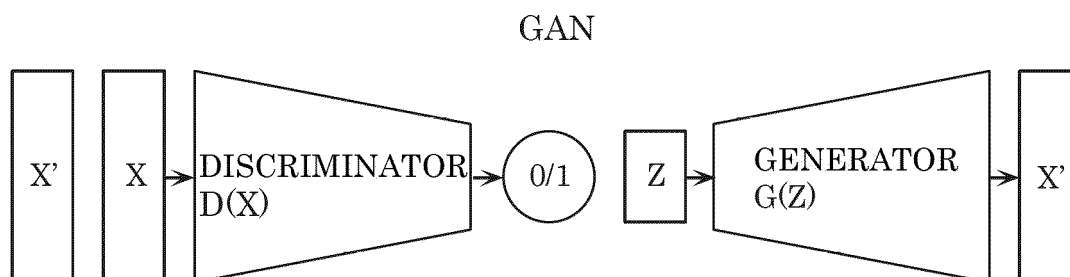 GAN
X'
X
DISCRIMINATOR
D(X)
0/1
Z
GENERATOR
G(Z)
X'